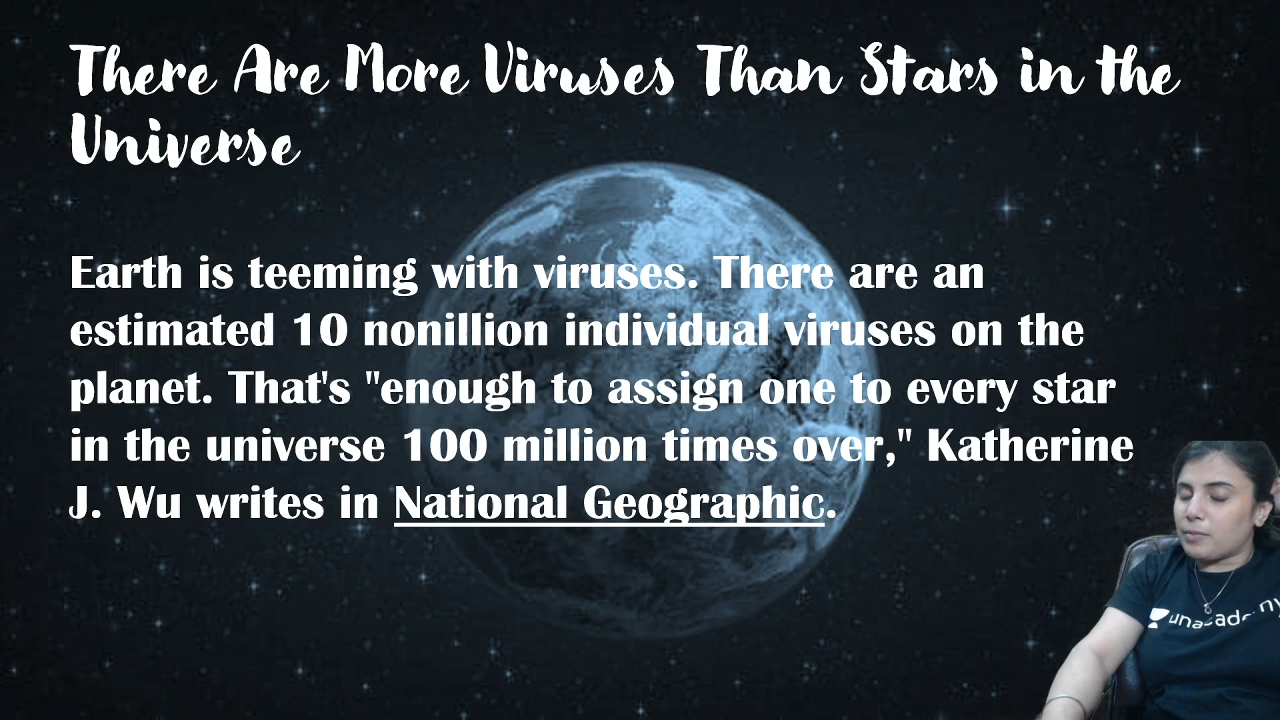 There Are More Viruses Than Stars in the
Universe
Earth is teeming with viruses. There are an
estimated 10 nonillion individual viruses on the
planet. That's "enough to assign one to every star
in the universe 100 million times over," Katherine
J. Wu writes in National Geographic.
unacademy